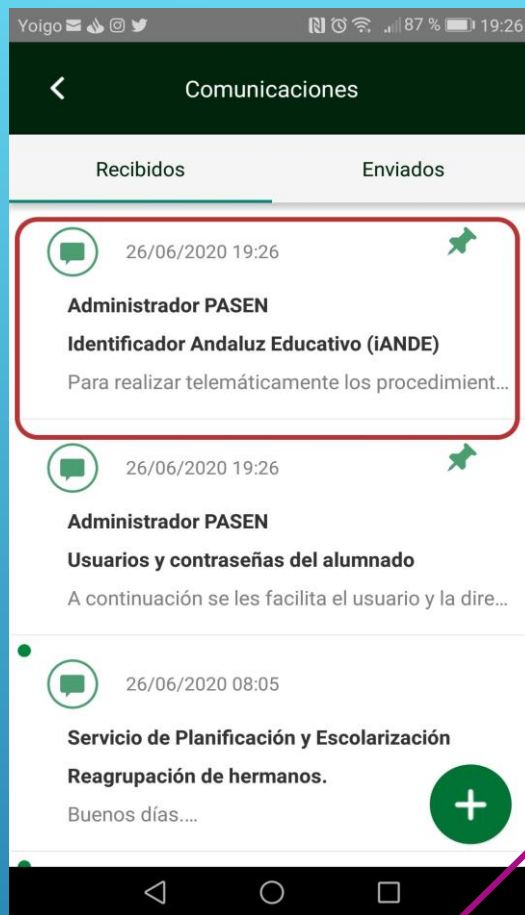 Yoigo 87 % 19:26
Comunicaciones
Recibidos Enviados
26/06/2020 19:26
Administrador PASEN
Identificador Andaluz Educativo (iANDE)
Para realizar telemáticamente los procedimient...
26/06/2020 19:26
Administrador PASEN
Usuarios y contraseñas del alumnado
A continuación se les facilita el usuario y la dire...
26/06/2020 08:05
Servicio de Planificación y Escolarización
Reagrupación de hermanos.
Buenos días....